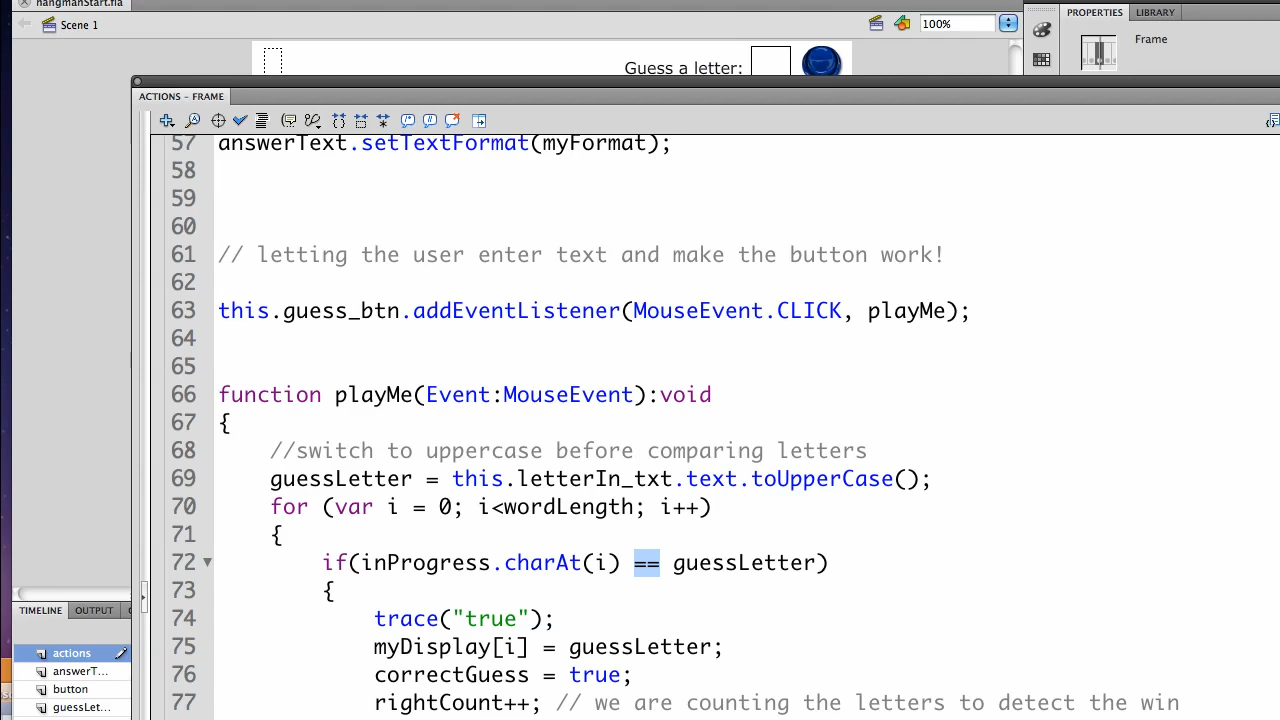 hangmanStart.fla
Scene 1
100%
PROPERTIES
LIBRARY
Frame
Guess a letter:
ACTIONS - FRAME
57 answerText.setTextFormat(myFormat);
58
59
60
61 // letting the user enter text and make the button work!
62
63 this.guess_btn.addEventListener(MouseEvent.CLICK, playMe);
64
65
66 function playMe(Event:MouseEvent):void
67 {
68 //switch to uppercase before comparing letters
69 guessLetter = this.letterIn_txt.text.toUpperCase();
70 for (var i = 0; i<wordLength; i++)
71 {
72 if(inProgress.charAt(i) == guessLetter)
73 {
74 trace("true");
75 myDisplay[i] = guessLetter;
76 correctGuess = true;
77 rightCount++; // we are counting the letters to detect the win
TIMELINE
OUTPUT
actions
answerT...
button
guessLet...